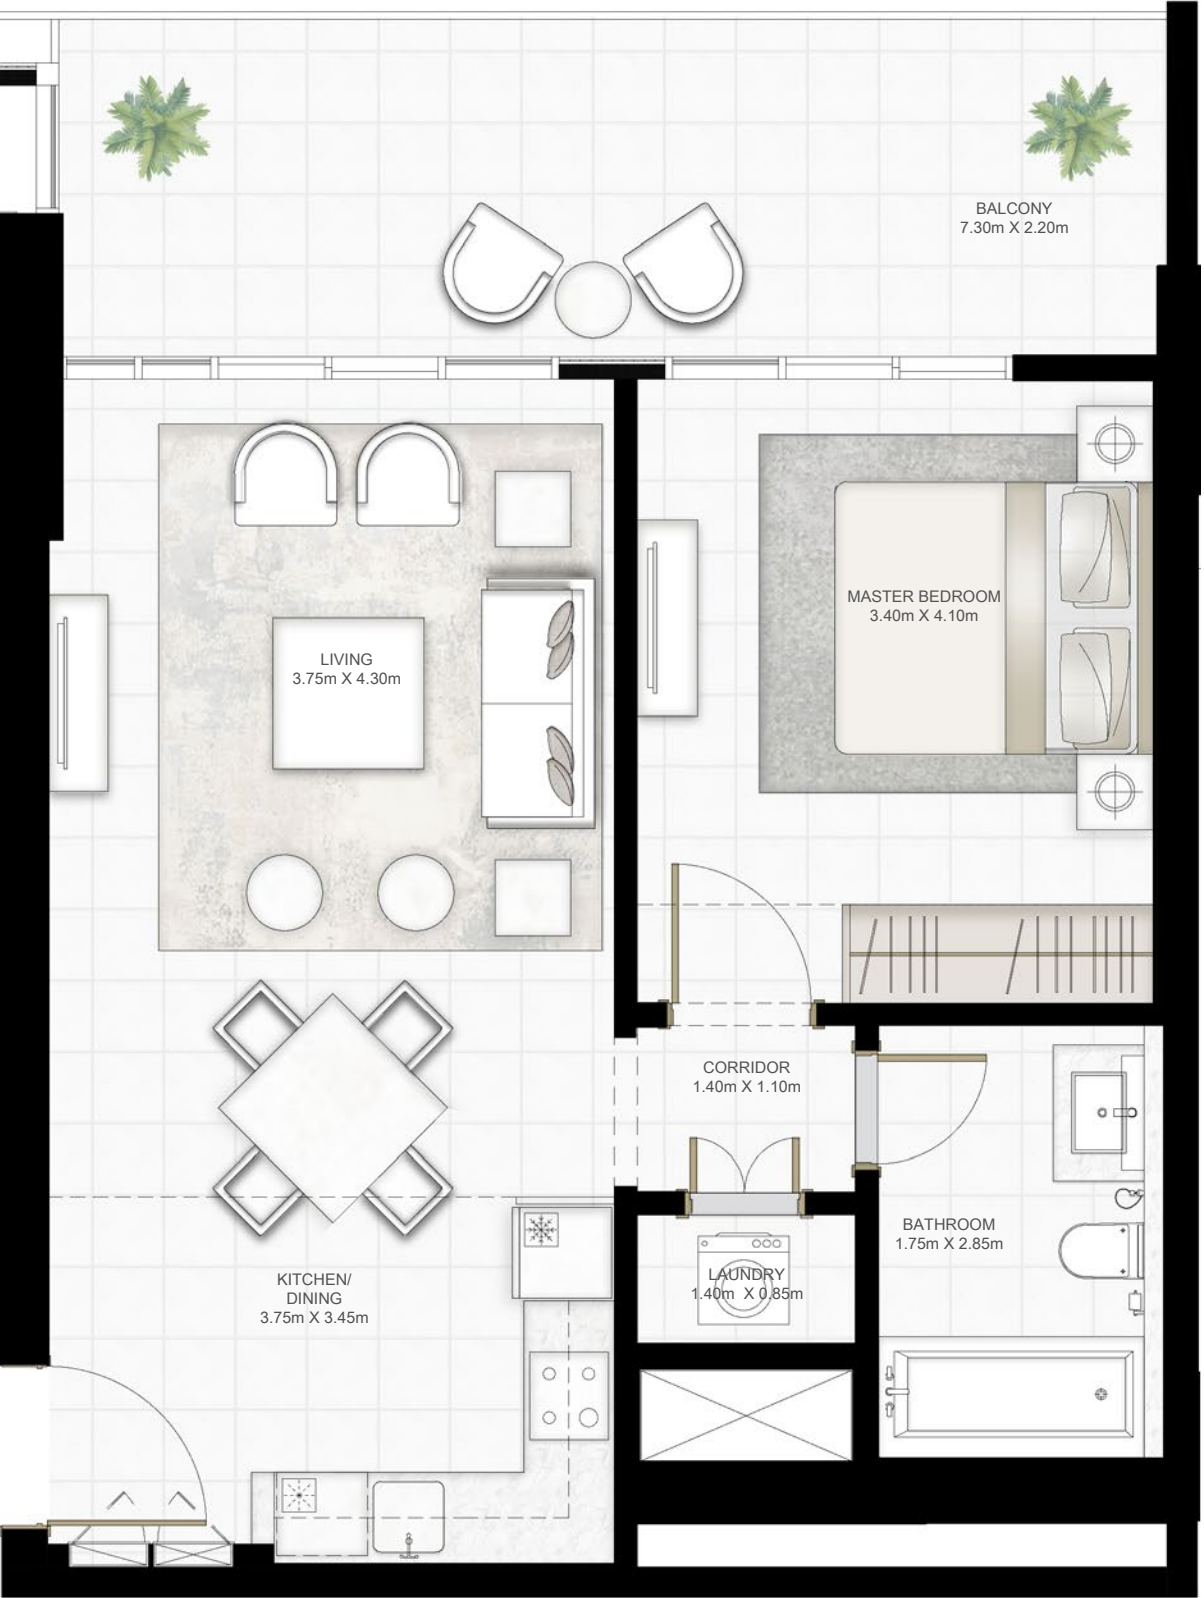 BALCONY
7.30m X 2.20m
MASTER BEDROOM
3.40m X 4.10m
LIVING
3.75m X 4.30m
CORRIDOR
1.40m X 1.10m
BATHROOM
1.75m X 2.85m
LAUNDRY
1.40m X 0.85m
KITCHEN/
DINING
3.75m X 3.45m